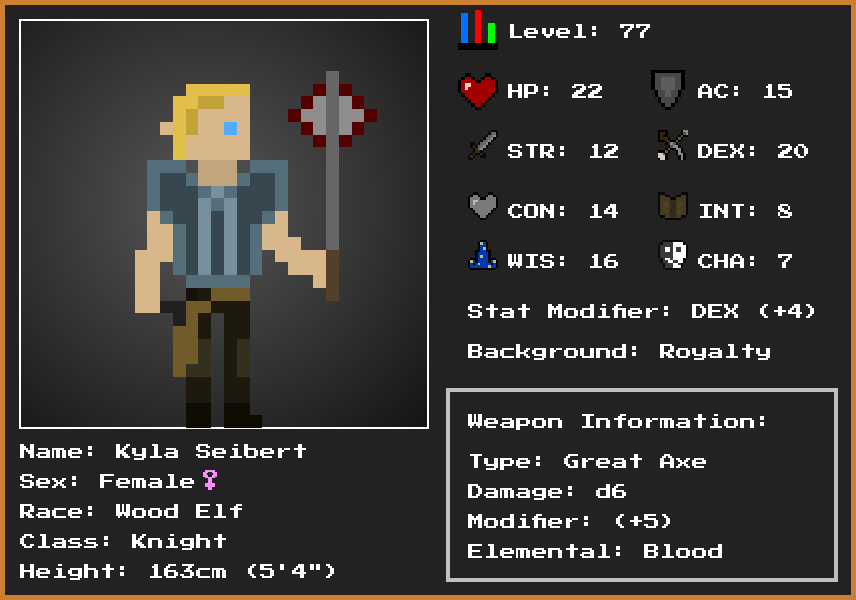 Level: 77
HP: 22 AC: 15
STR: 12 DEX: 20
CON: 14 INT: 8
WIS: 16 CHA: 7
Stat Modifier: DEX (+4)
Background: Royalty
Weapon Information:
Type: Great Axe
Damage: d6
Modifier: (+5)
Elemental: Blood
Name: Kyla Seibert
Sex: Female♀
Race: Wood Elf
Class: Knight
Height: 163cm (5'4")